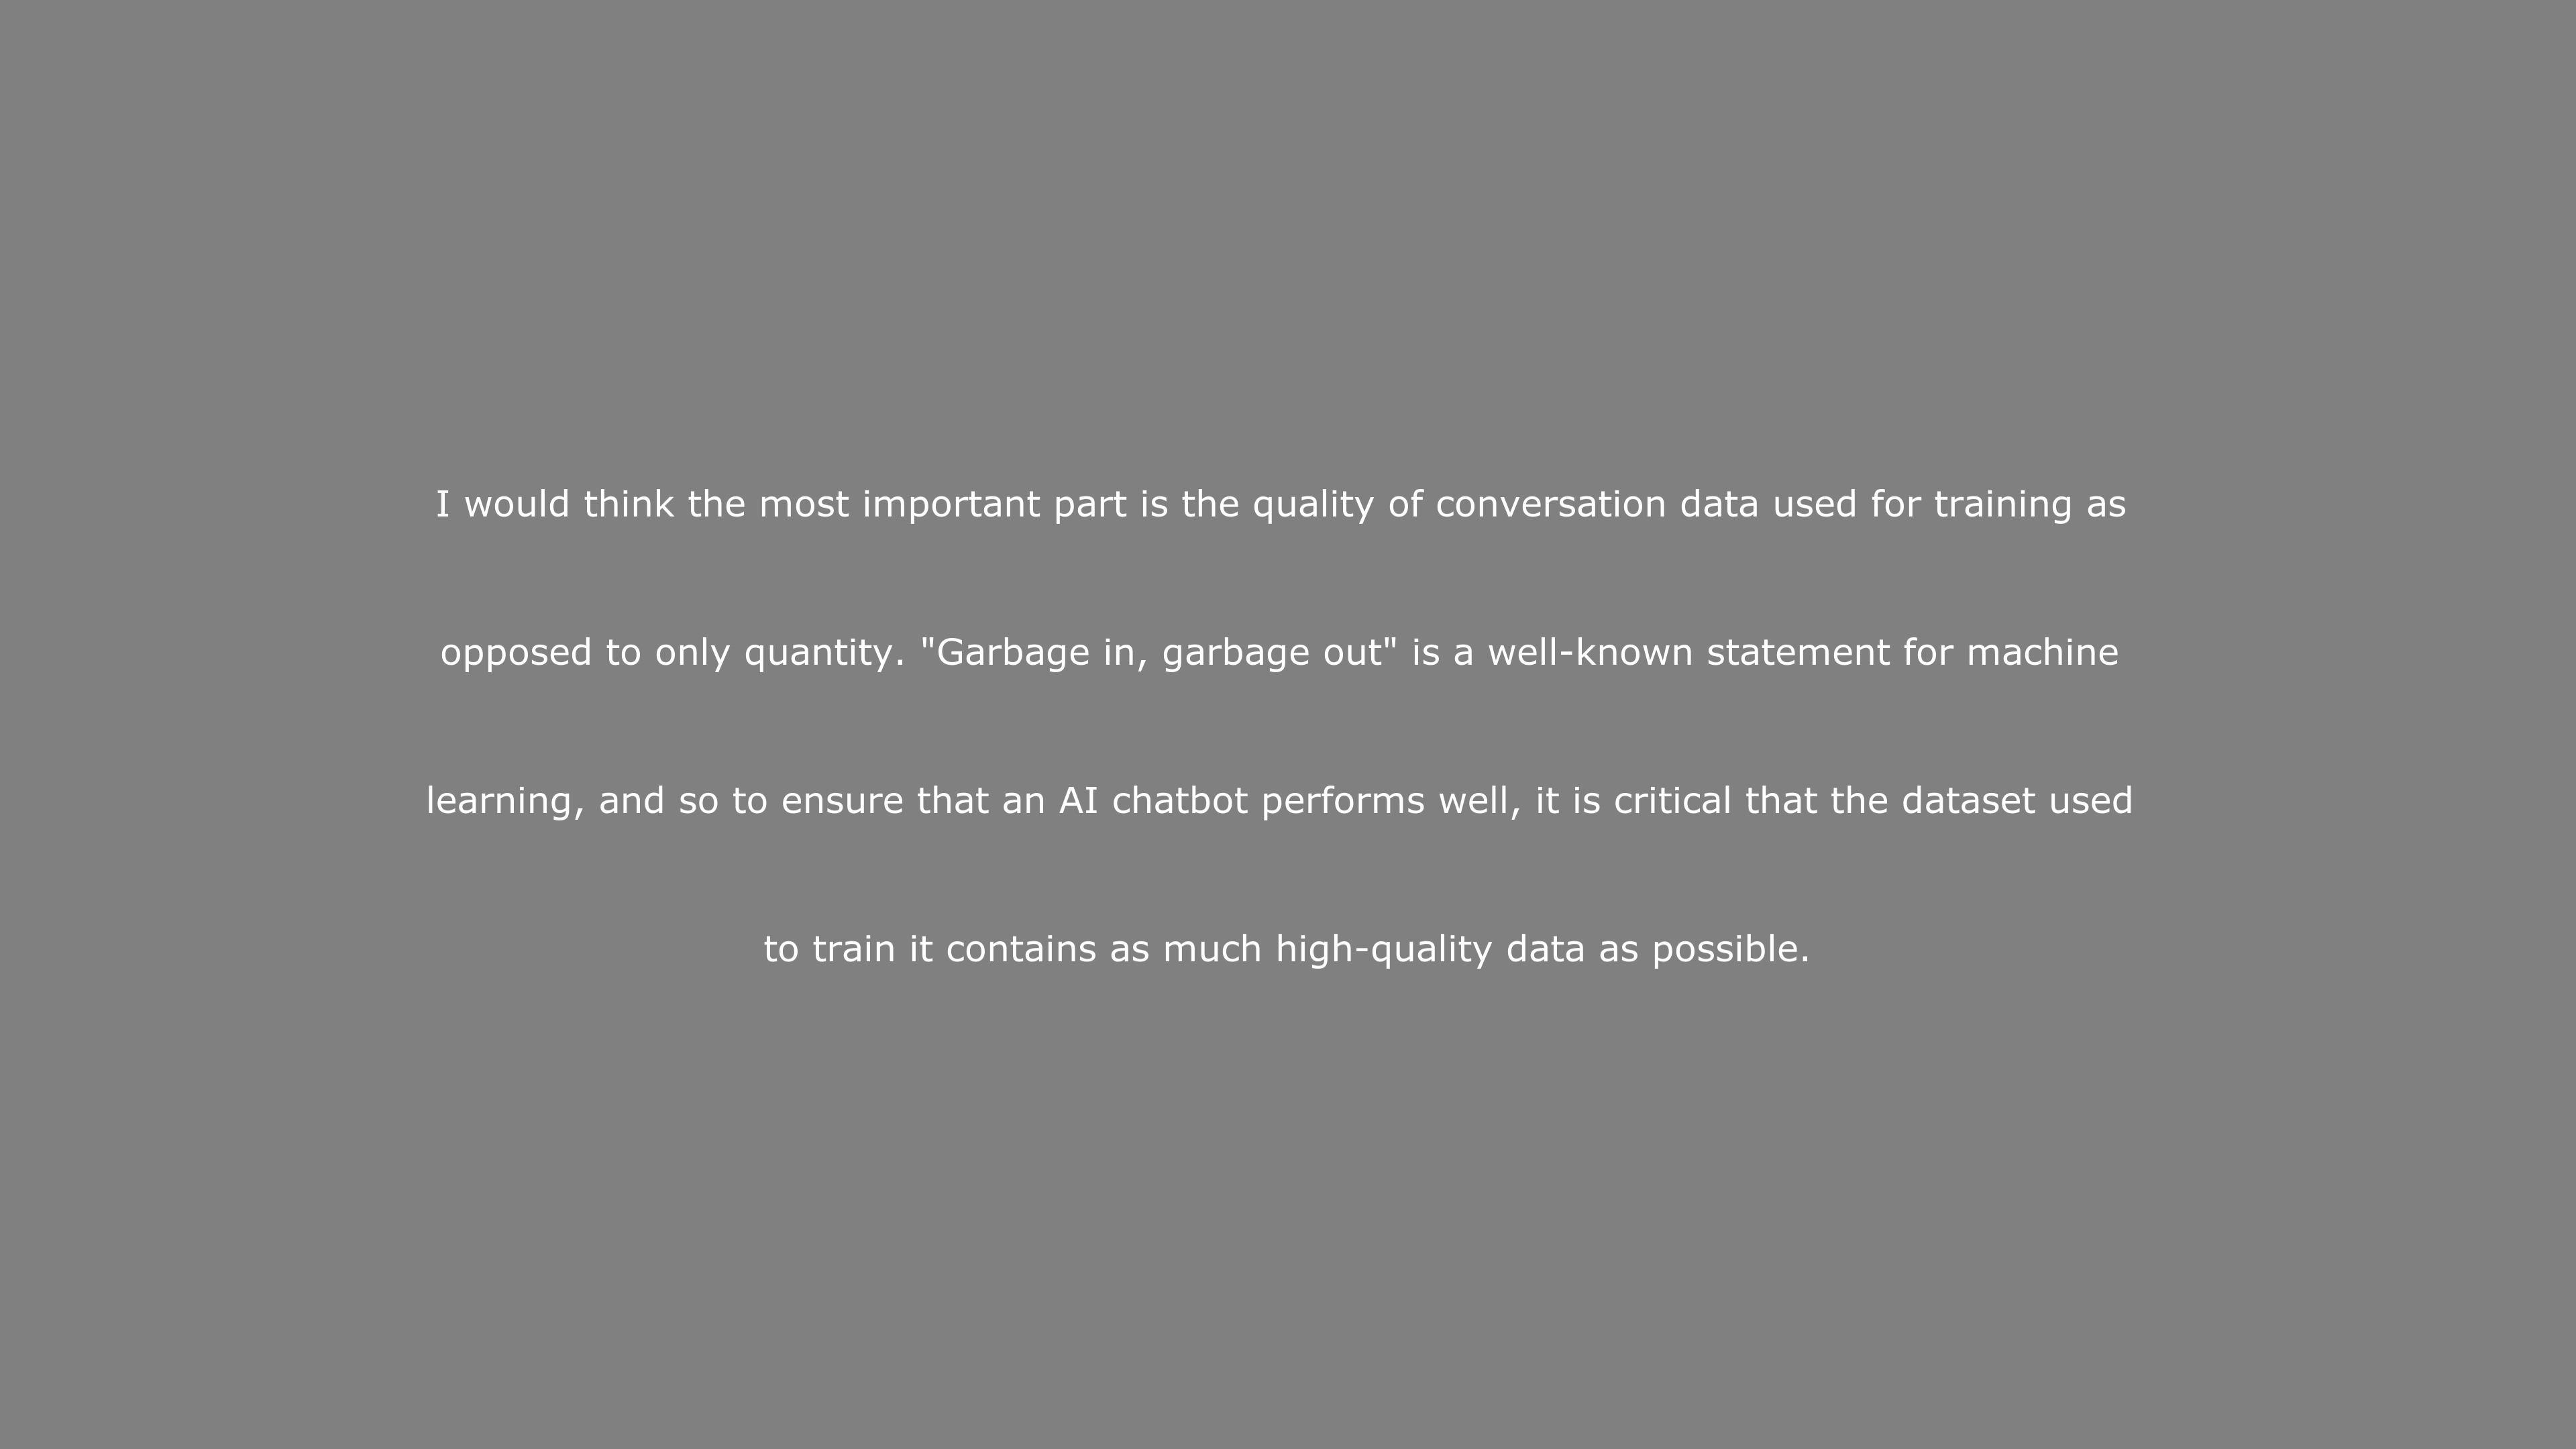 I would think the most important part is the quality of conversation data used for training as
opposed to only quantity. "Garbage in, garbage out" is a well-known statement for machine
learning, and so to ensure that an AI chatbot performs well, it is critical that the dataset used
to train it contains as much high-quality data as possible.